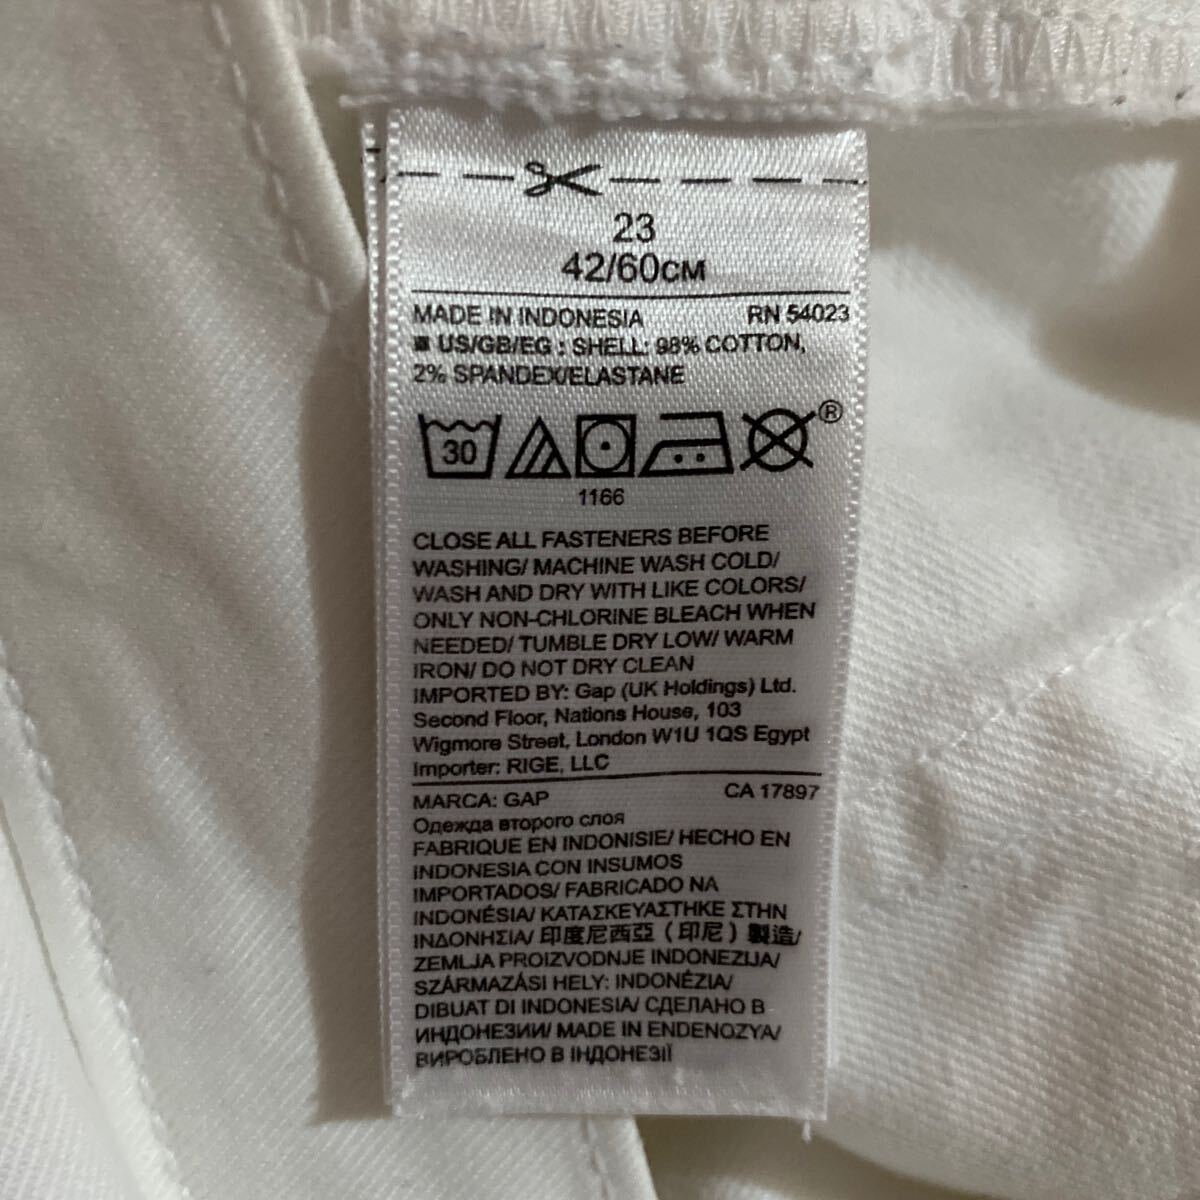 23
42/60CM
MADE IN INDONESIA RN 54023
■ US/GB/EG : SHELL: 98% COTTON,
2% SPANDEX/ELASTANE
30 ®
1166
CLOSE ALL FASTENERS BEFORE
WASHING/ MACHINE WASH COLD/
WASH AND DRY WITH LIKE COLORS/
ONLY NON-CHLORINE BLEACH WHEN
NEEDED/ TUMBLE DRY LOW/ WARM
IRON/ DO NOT DRY CLEAN
IMPORTED BY: Gap (UK Holdings) Ltd.
Second Floor, Nations House, 103
Wigmore Street, London W1U 1QS Egypt
Importer: RIGE, LLC
MARCA: GAP CA 17897
Одежда второго слоя
FABRIQUE EN INDONISIE/ HECHO EN
INDONESIA CON INSUMOS
IMPORTADOS/ FABRICADO NA
INDONÉSIA/ ΚΑΤΑΣΚΕΥΑΣΤΗΚΕ ΣΤΗΝ
ΙΝΔΟΝΗΣΙΑ/ 印度尼西亞（印尼）製造/
ZEMLJA PROIZVODNJE INDONEZIJA/
SZÁRMAZÁSI HELY: INDONÉZIA/
DIBUAT DI INDONESIA/ СДЕЛАНО В
ИНДОНЕЗИИ/ MADE IN ENDENOZYA/
ВИРОБЛЕНО В ІНДОНЕЗІЇ